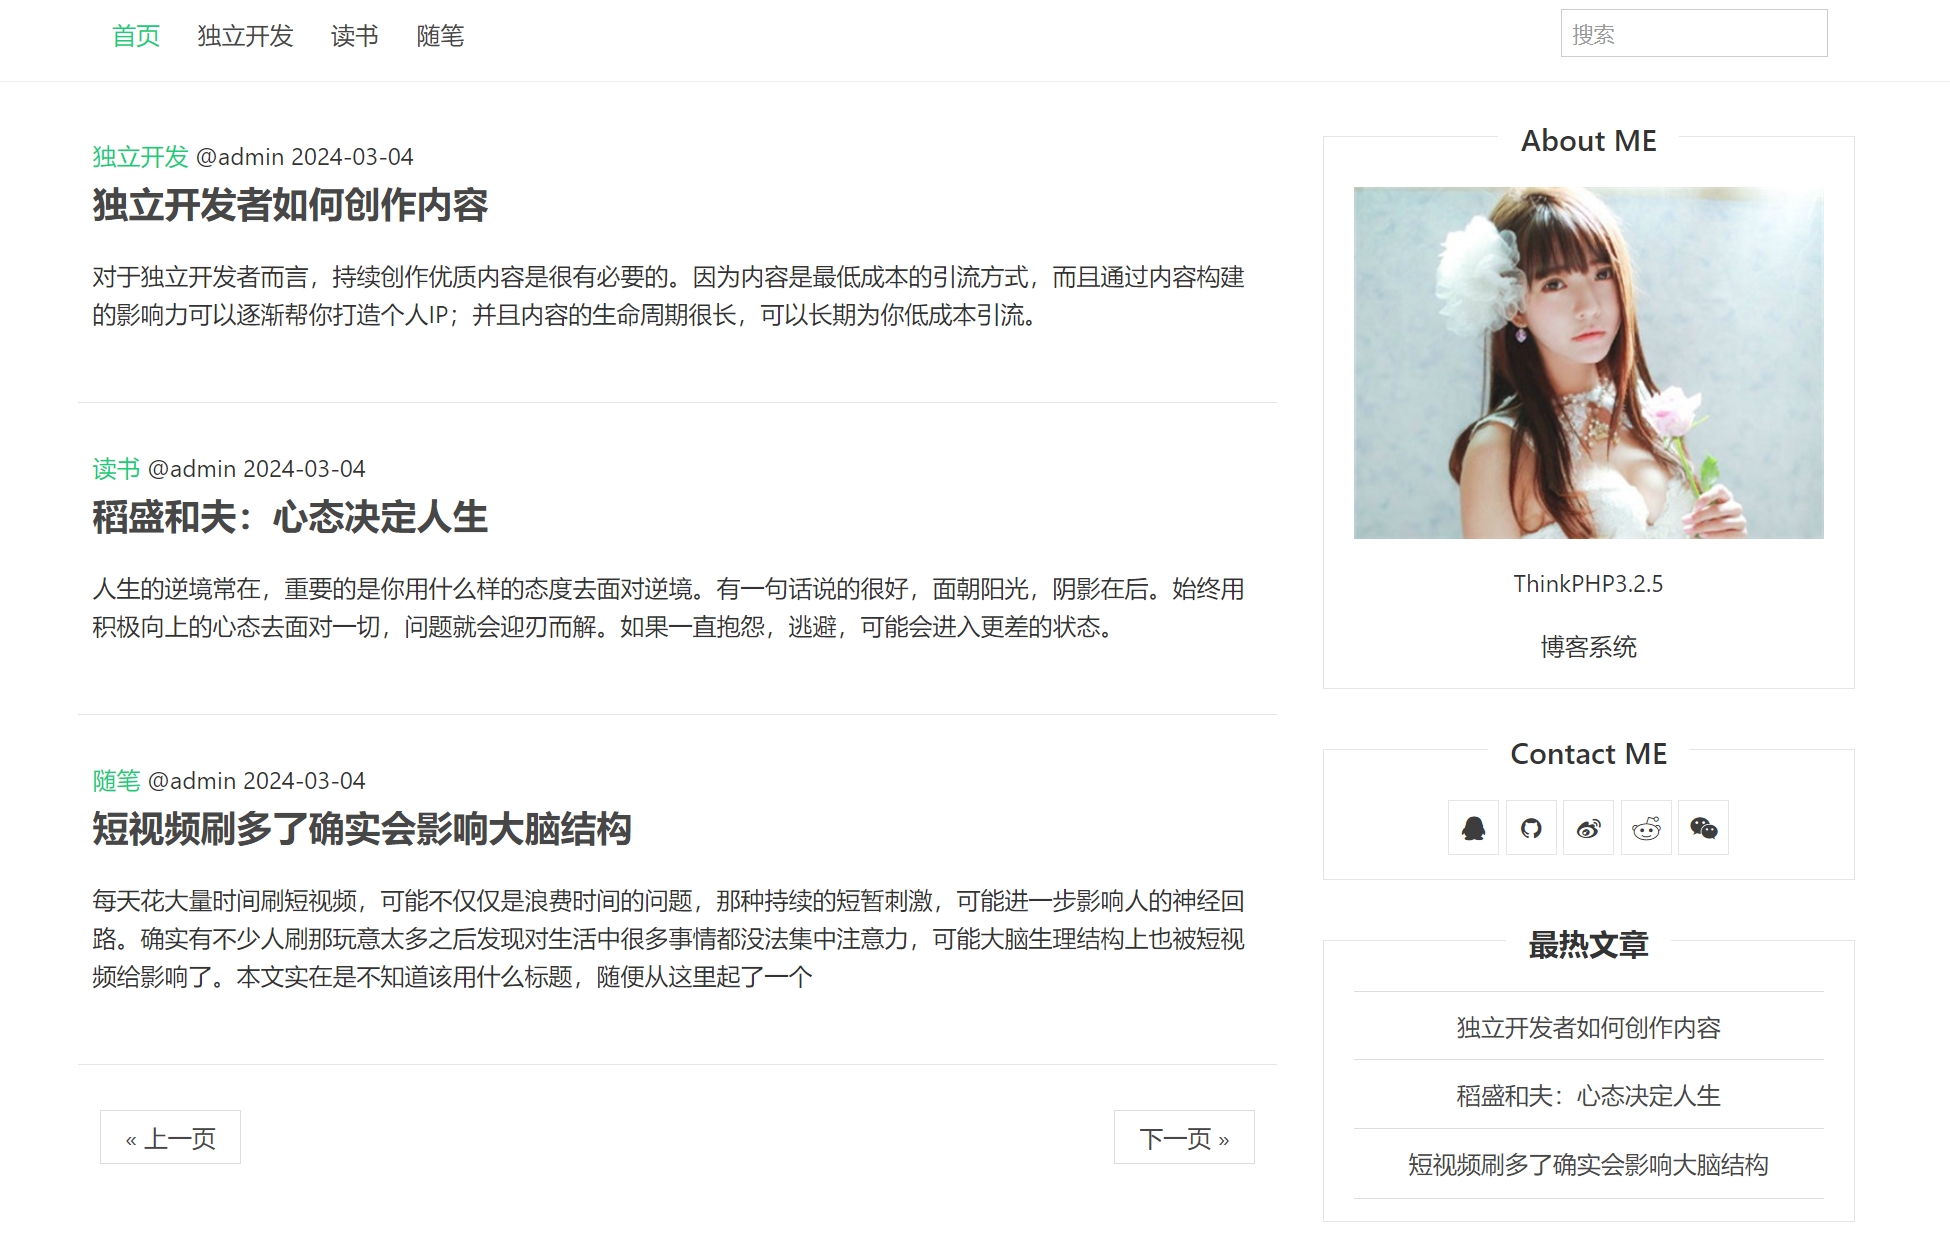 首页 独立开发 读书 随笔 搜索
独立开发 @admin 2024-03-04
独立开发者如何创作内容
对于独立开发者而言，持续创作优质内容是很有必要的。因为内容是最低成本的引流方式，而且通过内容构建
的影响力可以逐渐帮你打造个人IP；并且内容的生命周期很长，可以长期为你低成本引流。
读书 @admin 2024-03-04
稻盛和夫：心态决定人生
人生的逆境常在，重要的是你用什么样的态度去面对逆境。有一句话说的很好，面朝阳光，阴影在后。始终用
积极向上的心态去面对一切，问题就会迎刃而解。如果一直抱怨，逃避，可能会进入更差的状态。
随笔 @admin 2024-03-04
短视频刷多了确实会影响大脑结构
每天花大量时间刷短视频，可能不仅仅是浪费时间的问题，那种持续的短暂刺激，可能进一步影响人的神经回
路。确实有不少人刷那玩意太多之后发现对生活中很多事情都没法集中注意力，可能大脑生理结构上也被短视
频给影响了。本文实在是不知道该用什么标题，随便从这里起了一个
« 上一页
下一页 »
About ME
ThinkPHP3.2.5
博客系统
Contact ME
最热文章
独立开发者如何创作内容
稻盛和夫：心态决定人生
短视频刷多了确实会影响大脑结构